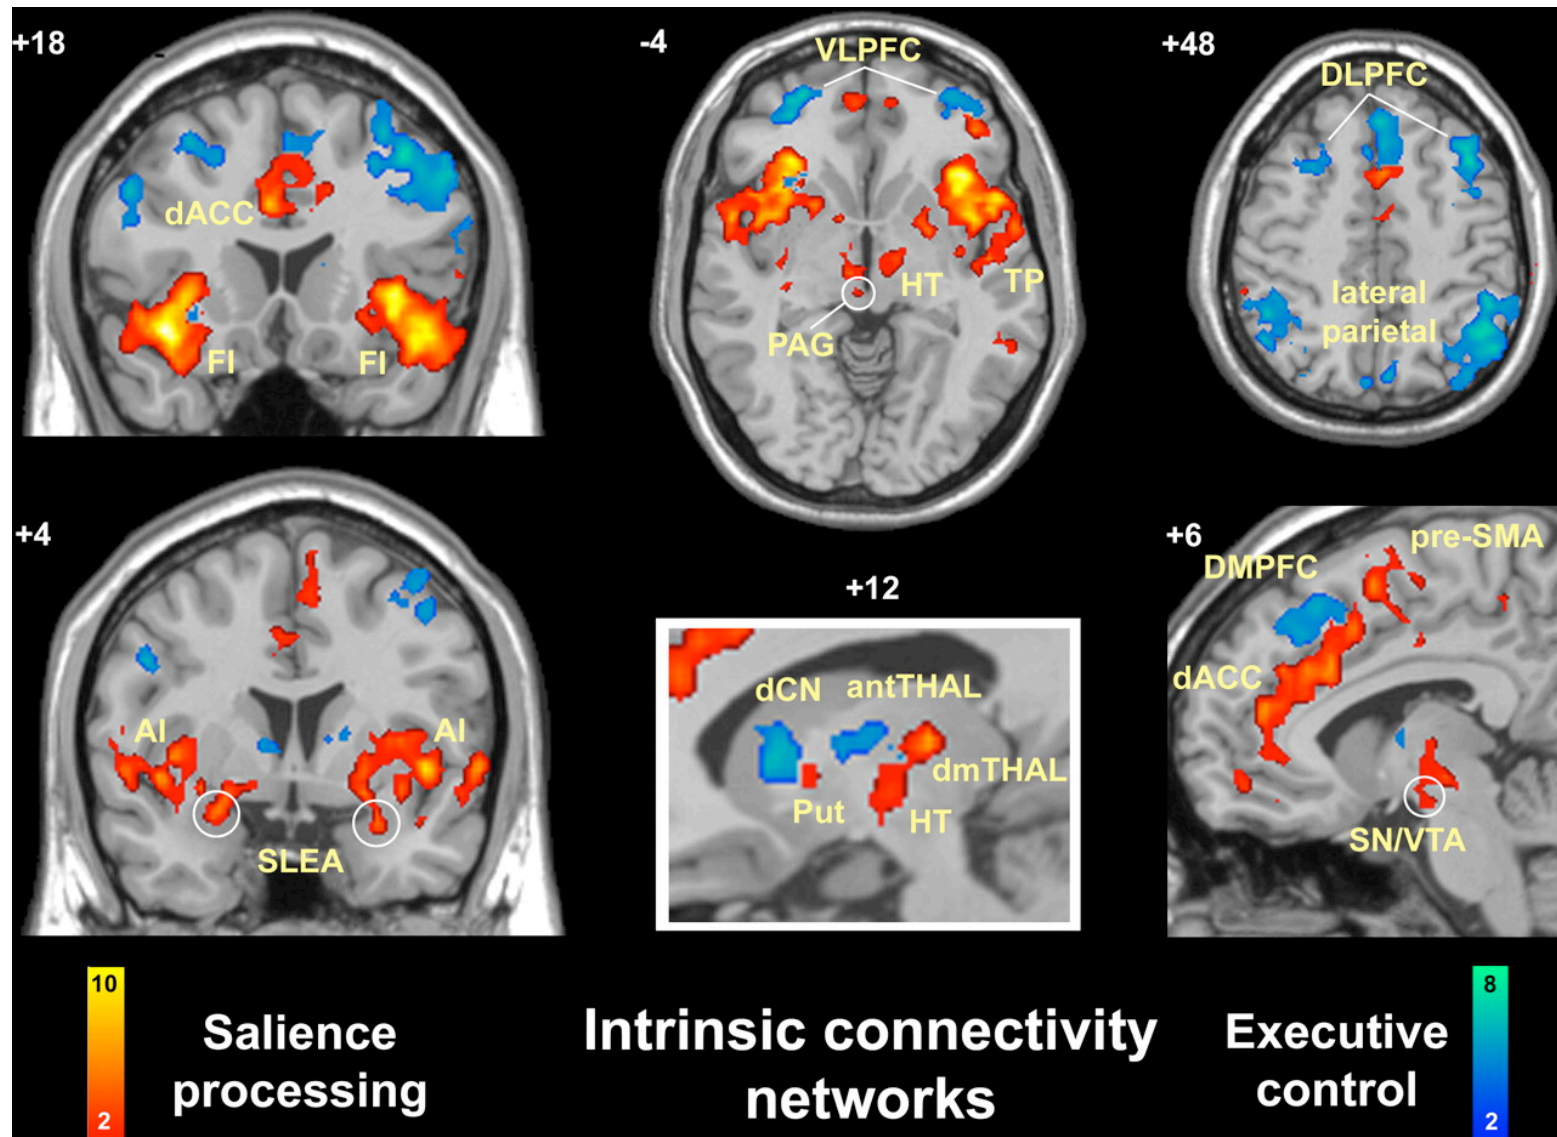 +18
dACC
FI
FI
-4
VLPFC
HT
TP
PAG
+48
DLPFC
lateral
parietal
+4
AI
AI
SLEA
+12
dCN
antTHAL
dmTHAL
Put
HT
+6
pre-SMA
DMPFC
dACC
SN/VTA
10
2
Salience
processing
Intrinsic connectivity
networks
Executive
control
8
2